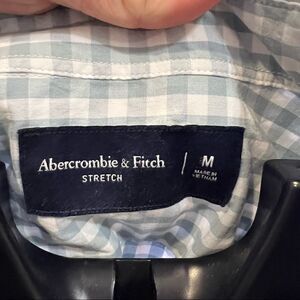 Abercrombie & Fitch
STRETCH
M
MADE IN
VIETNAM